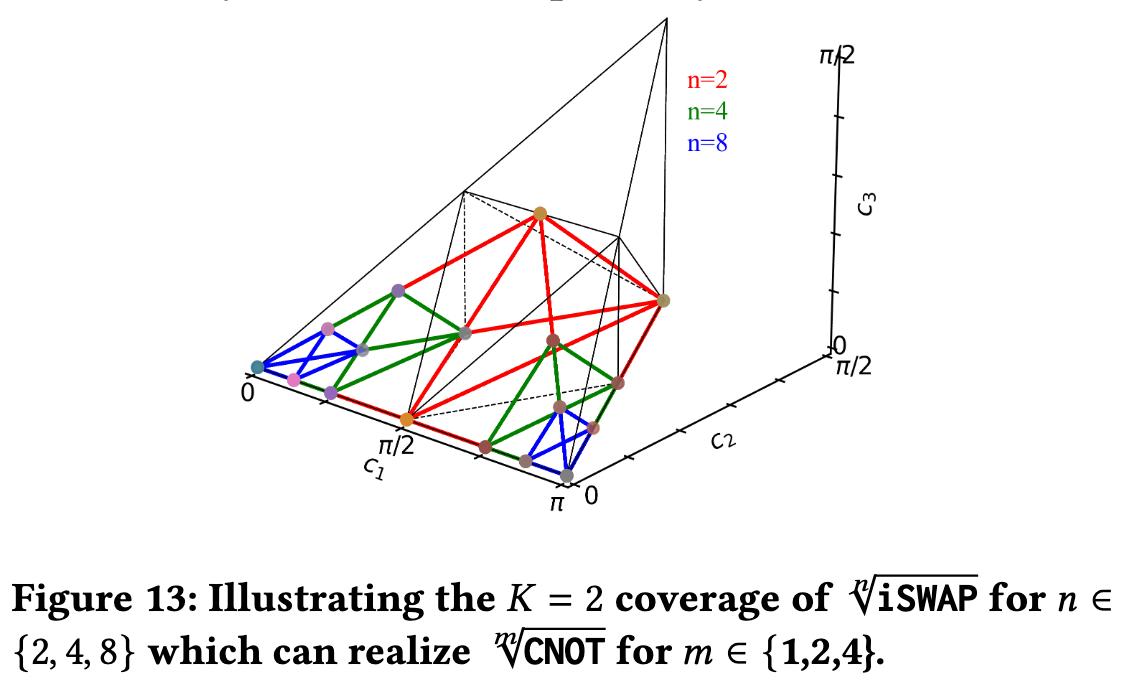 π/2
n=2
n=4
n=8
c₃
0
π/2
0
c₂
π/2
c₁
0
π
Figure 13: Illustrating the K = 2 coverage of ⁿ√iSWAP for n ∈
{2, 4, 8} which can realize ᵐ√CNOT for m ∈ {1,2,4}.